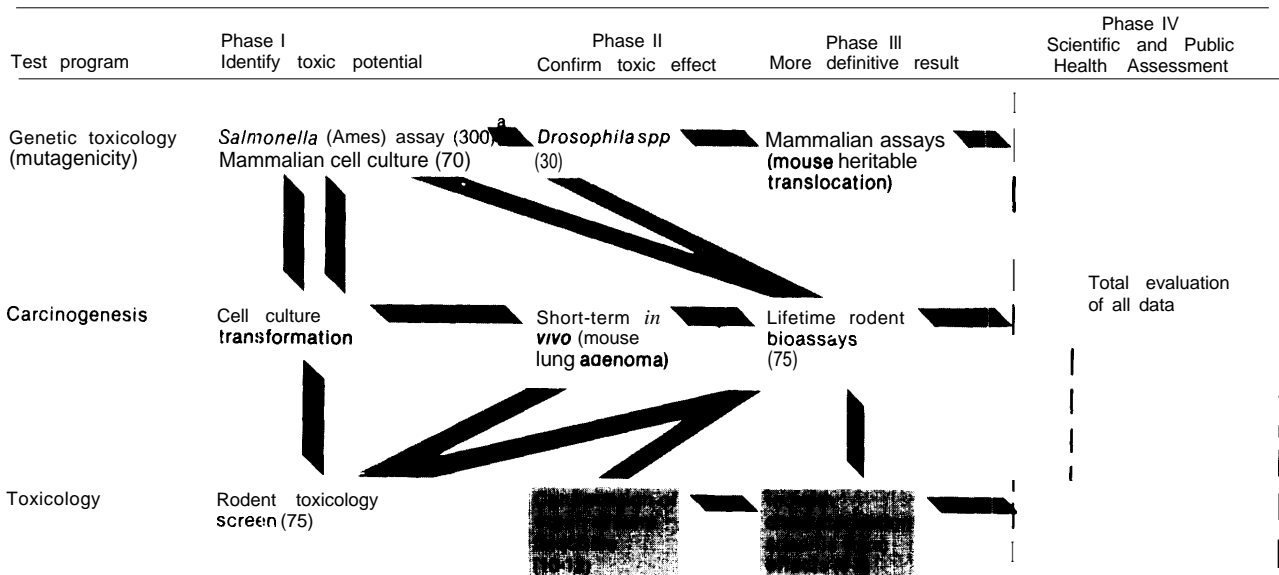 Test program
Phase I
Identify toxic potential
Phase II
Confirm toxic effect
Phase III
More definitive result
Phase IV
Scientific and Public
Health Assessment
Genetic toxicology
(mutagenicity)
Salmonella (Ames) assay (300)a
Mammalian cell culture (70)
Drosophila spp
(30)
Mammalian assays
(mouse heritable
translocation)
Carcinogenesis
Cell culture
transformation
Short-term in
vivo (mouse
lung adenoma)
Lifetime rodent
bioassays
(75)
Total evaluation
of all data
Toxicology
Rodent toxicology
screen (75)